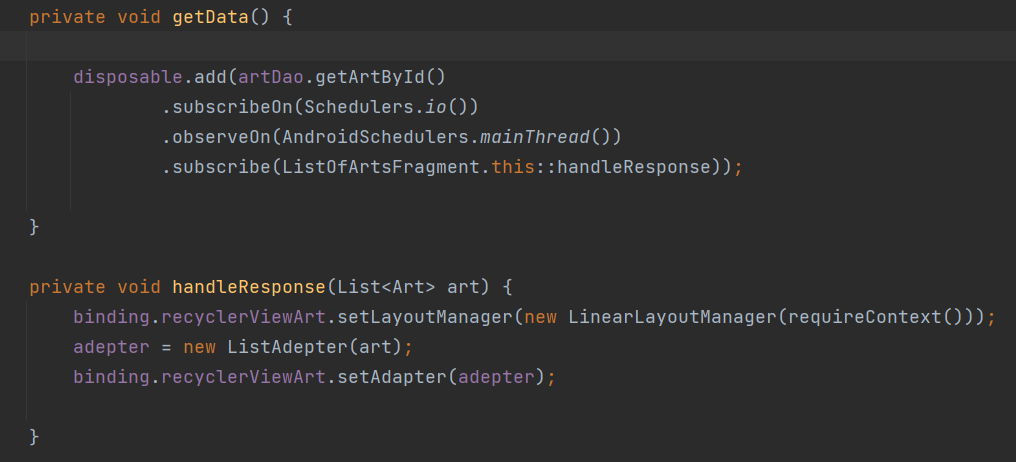 private void getData() {
disposable.add(artDao.getArtById()
.subscribeOn(Schedulers.io())
.observeOn(AndroidSchedulers.mainThread())
.subscribe(ListOfArtsFragment.this::handleResponse));
}
private void handleResponse(List<Art> art) {
binding.recyclerViewArt.setLayoutManager(new LinearLayoutManager(requireContext()));
adepter = new ListAdepter(art);
binding.recyclerViewArt.setAdapter(adepter);
}